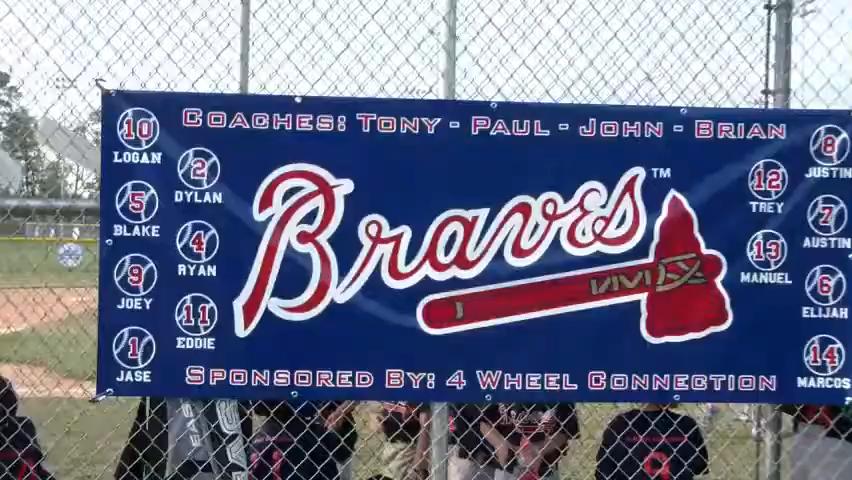 COACHES: TONY - PAUL - JOHN - BRIAN
10
LOGAN
2
DYLAN
5
BLAKE
4
RYAN
9
JOEY
11
EDDIE
1
JASE
Braves
TM
8
JUSTIN
12
TREY
7
AUSTIN
13
MANUEL
6
ELIJAH
14
MARCOS
SPONSORED BY: 4 WHEEL CONNECTION
9